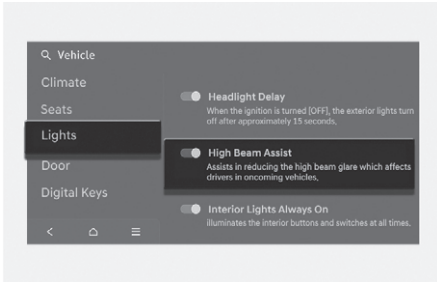 Vehicle
Climate
Seats
Lights
Door
Digital Keys
Headlight Delay
When the ignition is turned [OFF], the exterior lights turn
off after approximately 15 seconds.
High Beam Assist
Assists in reducing the high beam glare which affects
drivers in oncoming vehicles.
Interior Lights Always On
illuminates the interior buttons and switches at all times.